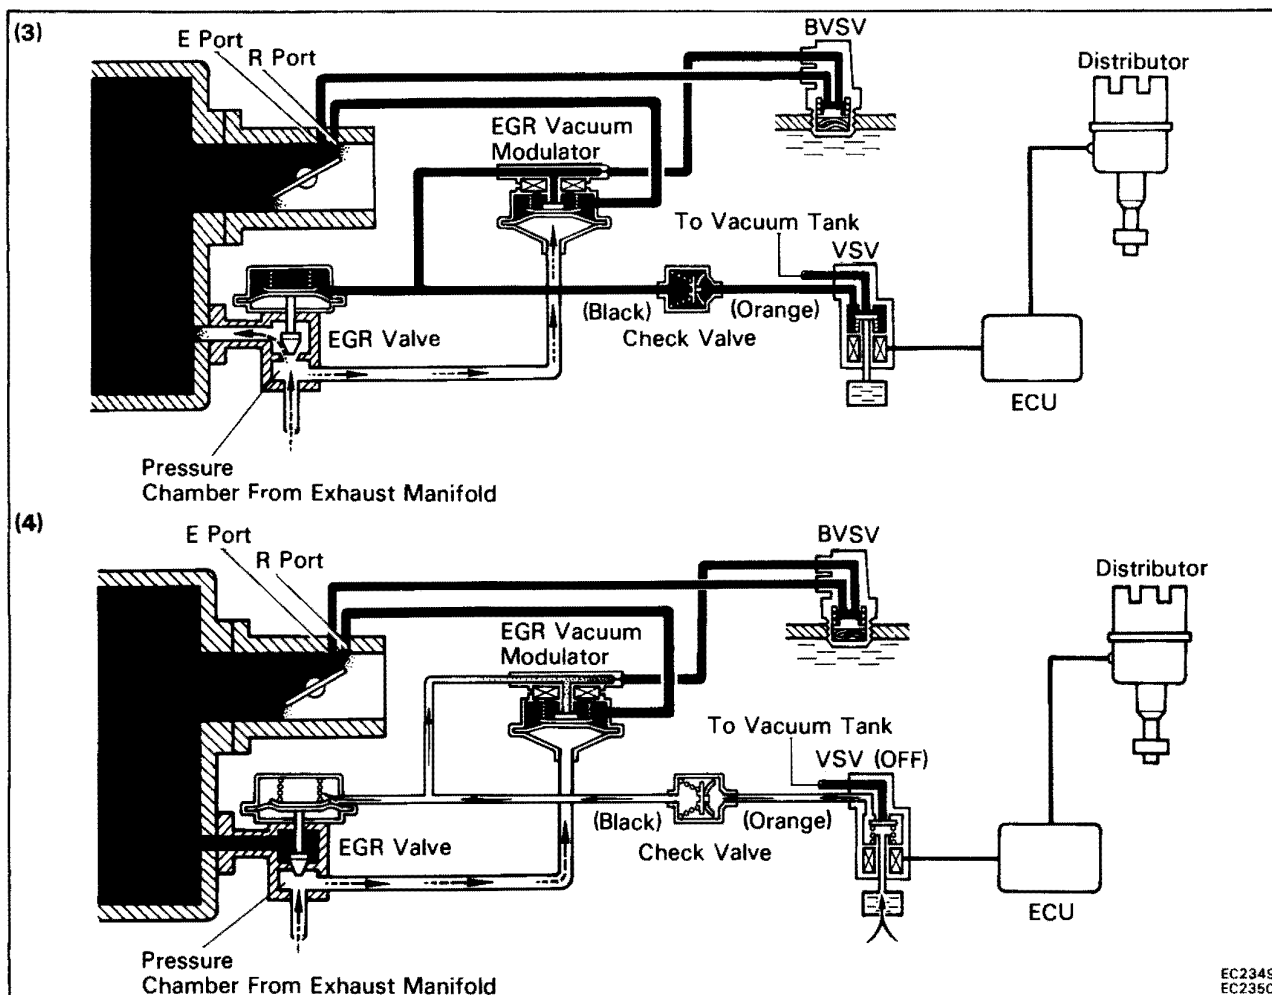 (3)
E Port
R Port
BVSV
Distributor
EGR Vacuum
Modulator
To Vacuum Tank
VSV
(Black)
(Orange)
Check Valve
EGR Valve
ECU
Pressure
Chamber From Exhaust Manifold
(4)
E Port
R Port
BVSV
Distributor
EGR Vacuum
Modulator
To Vacuum Tank
VSV (OFF)
(Black)
(Orange)
Check Valve
EGR Valve
ECU
Pressure
Chamber From Exhaust Manifold